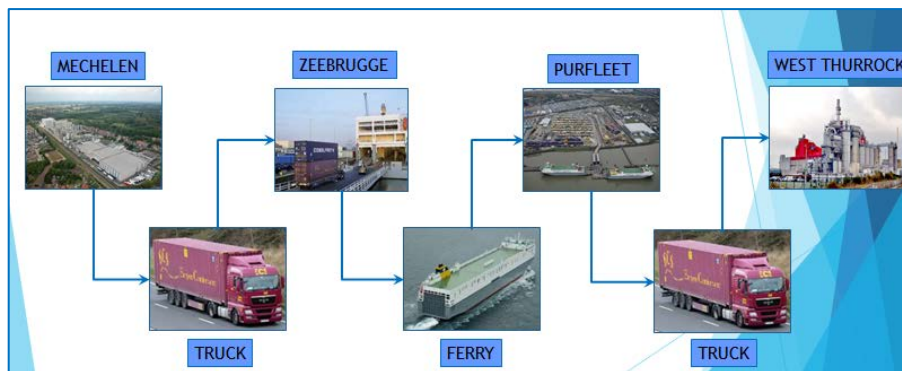 MECHELEN
ZEEBRUGGE
PURFLEET
WEST THURROCK
TRUCK
FERRY
TRUCK